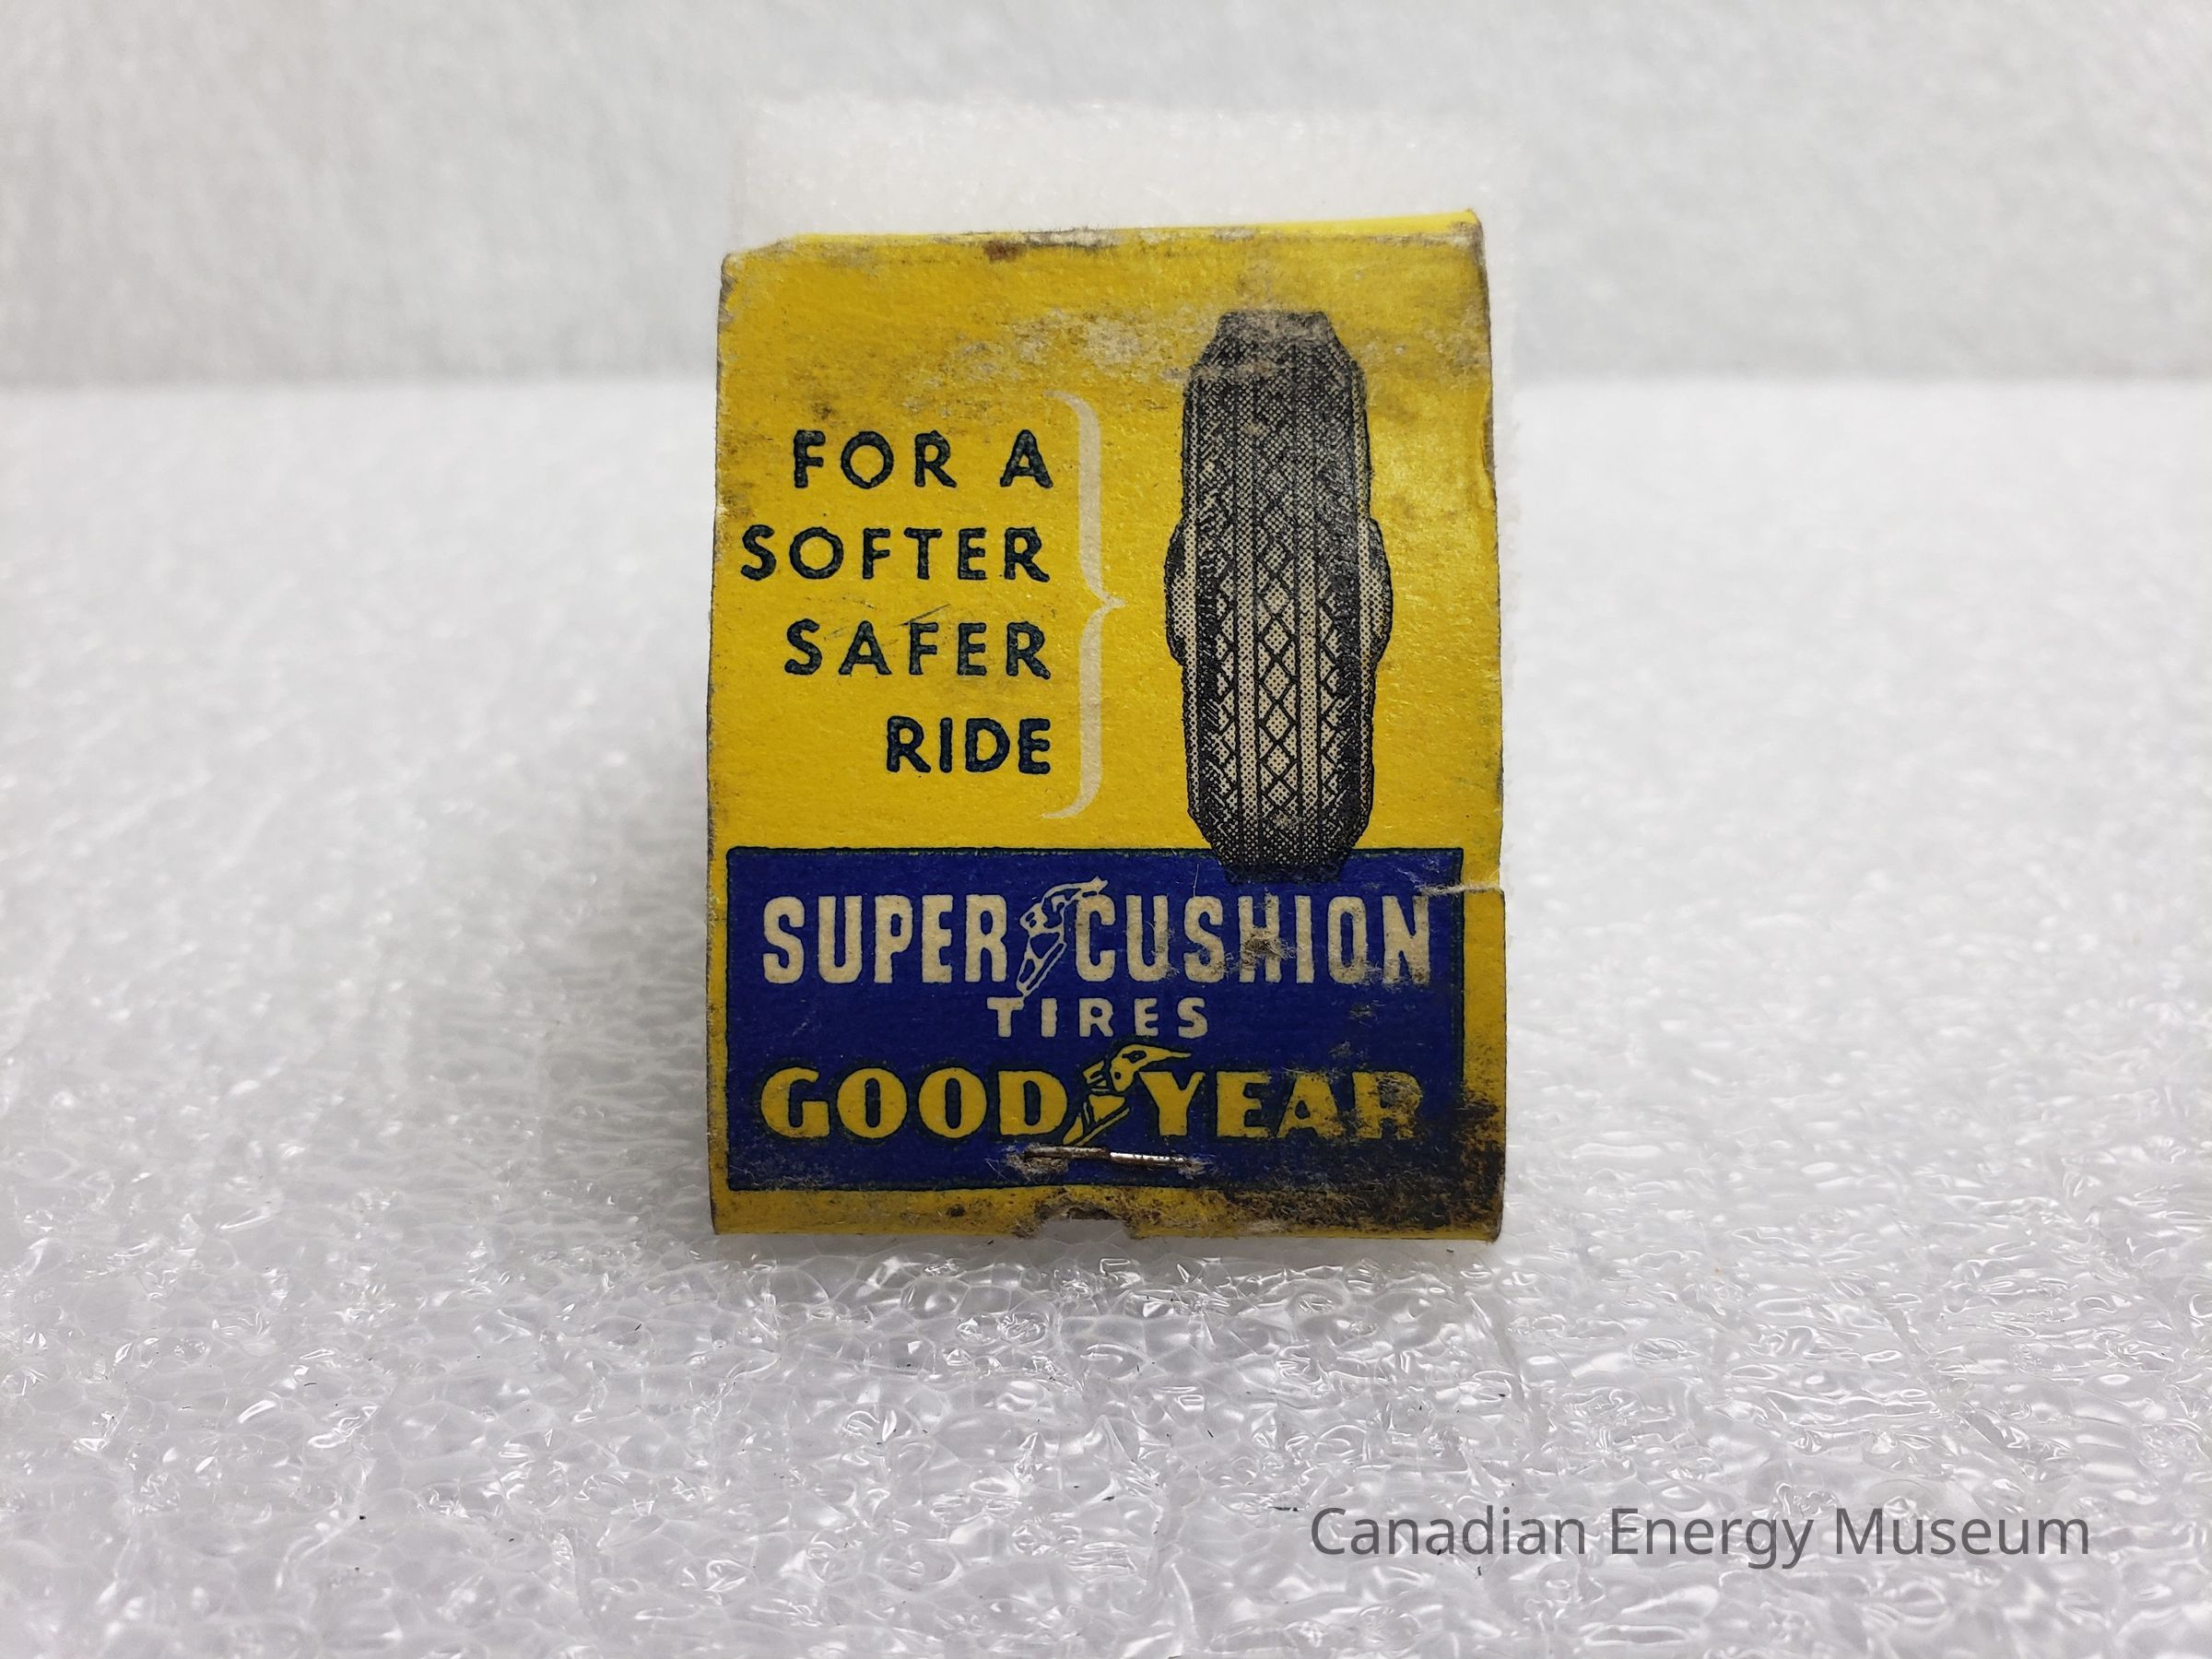 FOR A
SOFTER
SAFER
RIDE
SUPER CUSHION
TIRES
GOOD YEAR
Canadian Energy Museum